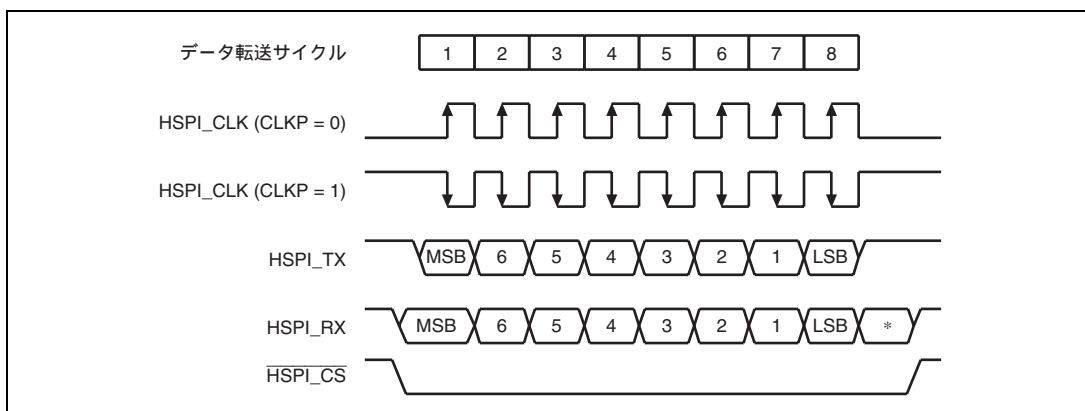 データ転送サイクル 1 2 3 4 5 6 7 8
HSPI_CLK (CLKP = 0)
HSPI_CLK (CLKP = 1)
HSPI_TX MSB 6 5 4 3 2 1 LSB
HSPI_RX MSB 6 5 4 3 2 1 LSB *
HSPI_CS